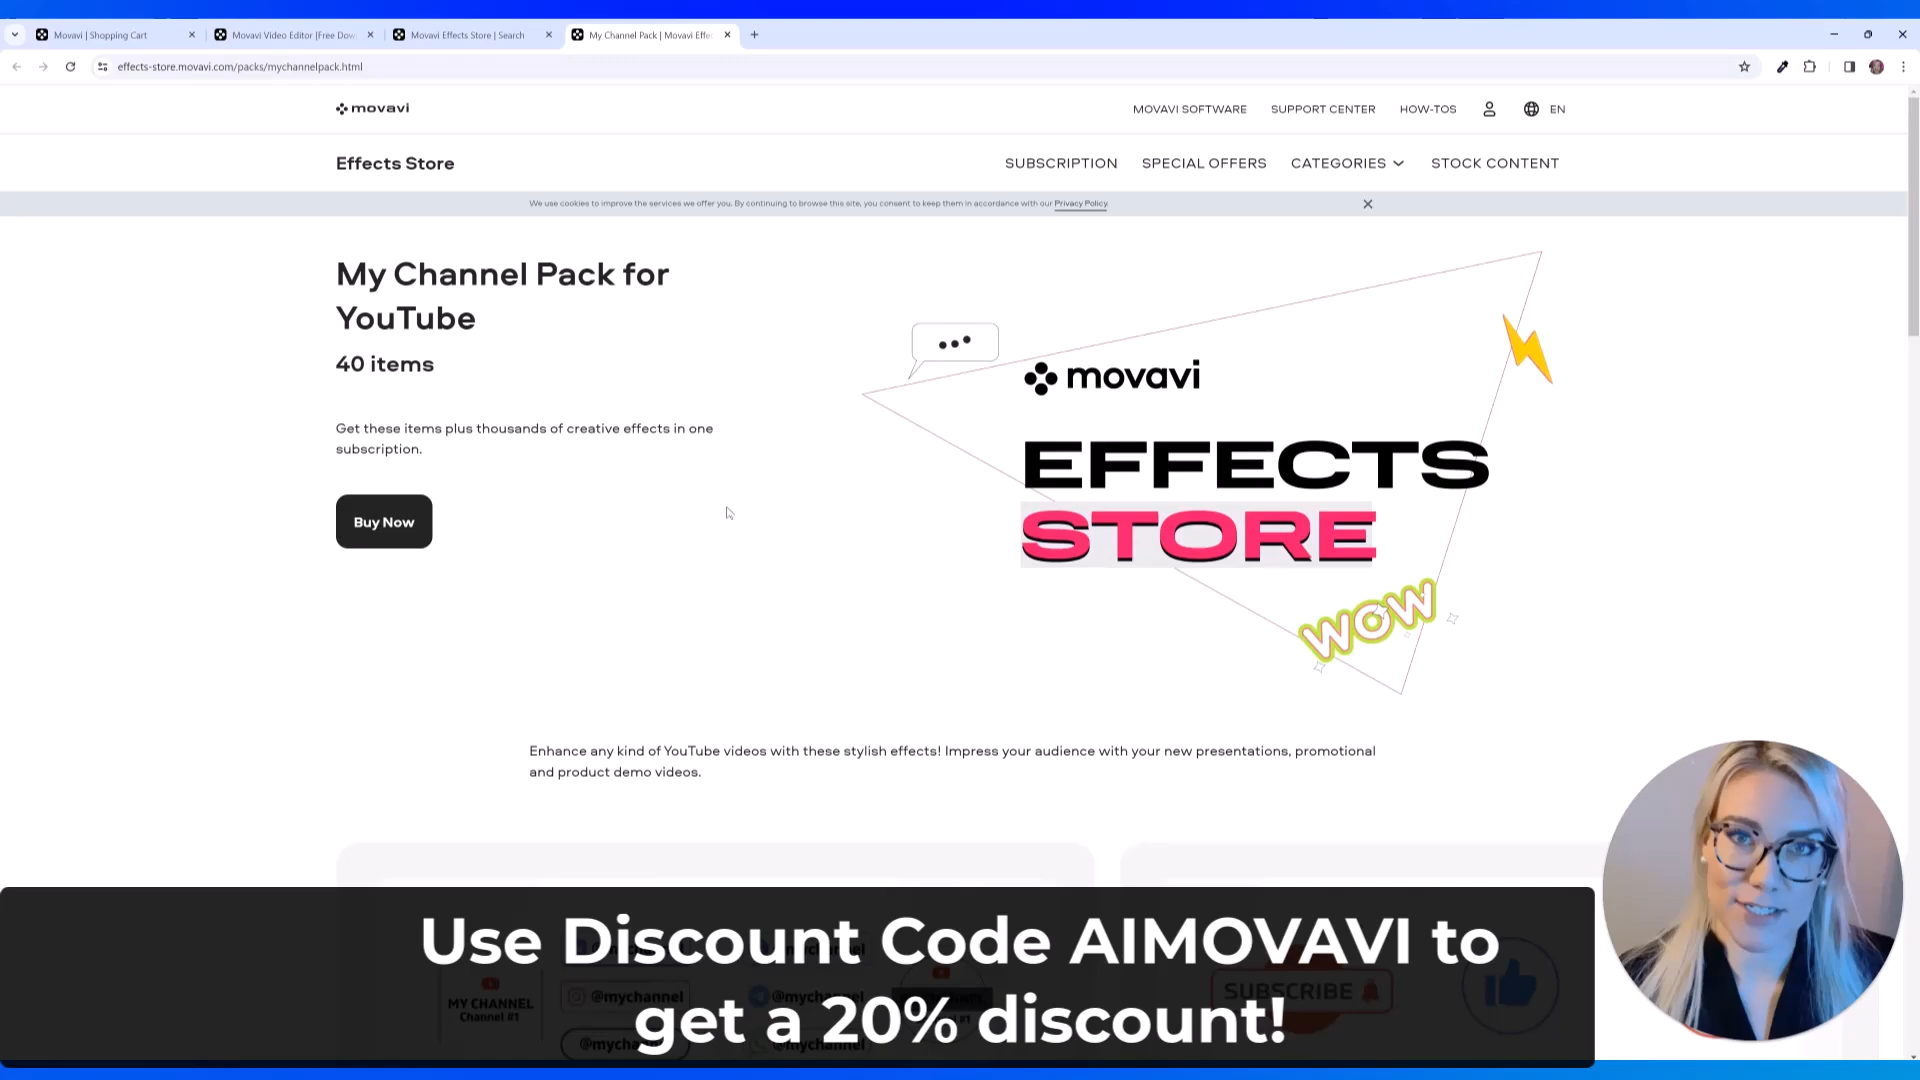 Movavi | Shopping Cart
Movavi Video Editor |Free Dow
Movavi Effects Store | Search
My Channel Pack | Movavi Effe
effects-store.movavi.com/packs/mychannelpack.html
movavi
MOVAVI SOFTWARE
SUPPORT CENTER
HOW-TOS
EN
Effects Store
SUBSCRIPTION
SPECIAL OFFERS
CATEGORIES
STOCK CONTENT
We use cookies to improve the services we offer you. By continuing to browse this site, you consent to keep them in accordance with our Privacy Policy.
My Channel Pack for
YouTube
40 items
Get these items plus thousands of creative effects in one
subscription.
Buy Now
movavi
EFFECTS
STORE
WOW
Enhance any kind of YouTube videos with these stylish effects! Impress your audience with your new presentations, promotional
and product demo videos.
Use Discount Code AIMOVAVI to
get a 20% discount!
MY CHANNEL
Channel #1
@mychannel
SUBSCRIBE